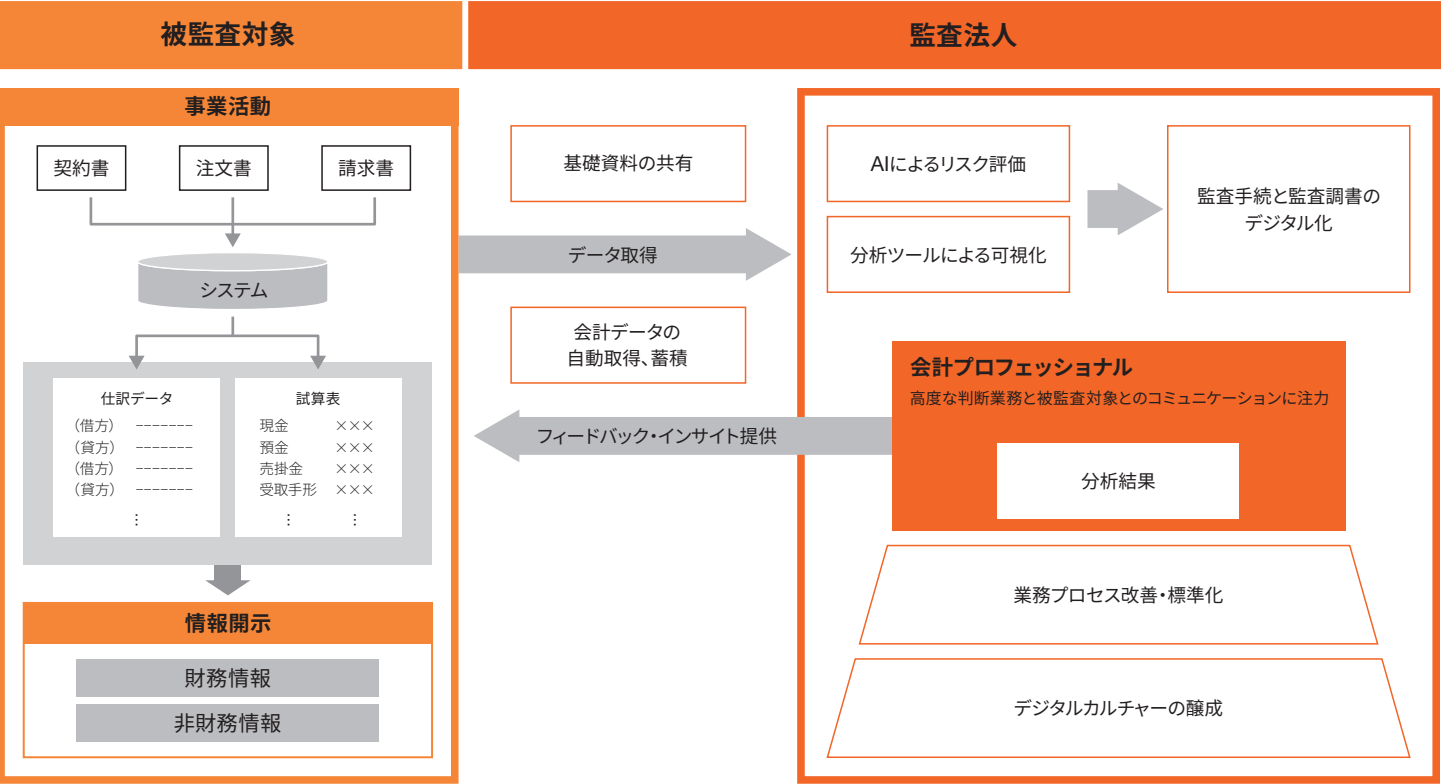 被監査対象
監査法人
事業活動
契約書
注文書
請求書
システム
仕訳データ
(借方) -------
(貸方) -------
(借方) -------
(貸方) -------
⋮
試算表
現金 ×××
預金 ×××
売掛金 ×××
受取手形 ×××
⋮ ⋮
情報開示
財務情報
非財務情報
基礎資料の共有
データ取得
会計データの
自動取得、蓄積
フィードバック・インサイト提供
AIによるリスク評価
分析ツールによる可視化
監査手続と監査調書の
デジタル化
会計プロフェッショナル
高度な判断業務と被監査対象とのコミュニケーションに注力
分析結果
業務プロセス改善・標準化
デジタルカルチャーの醸成